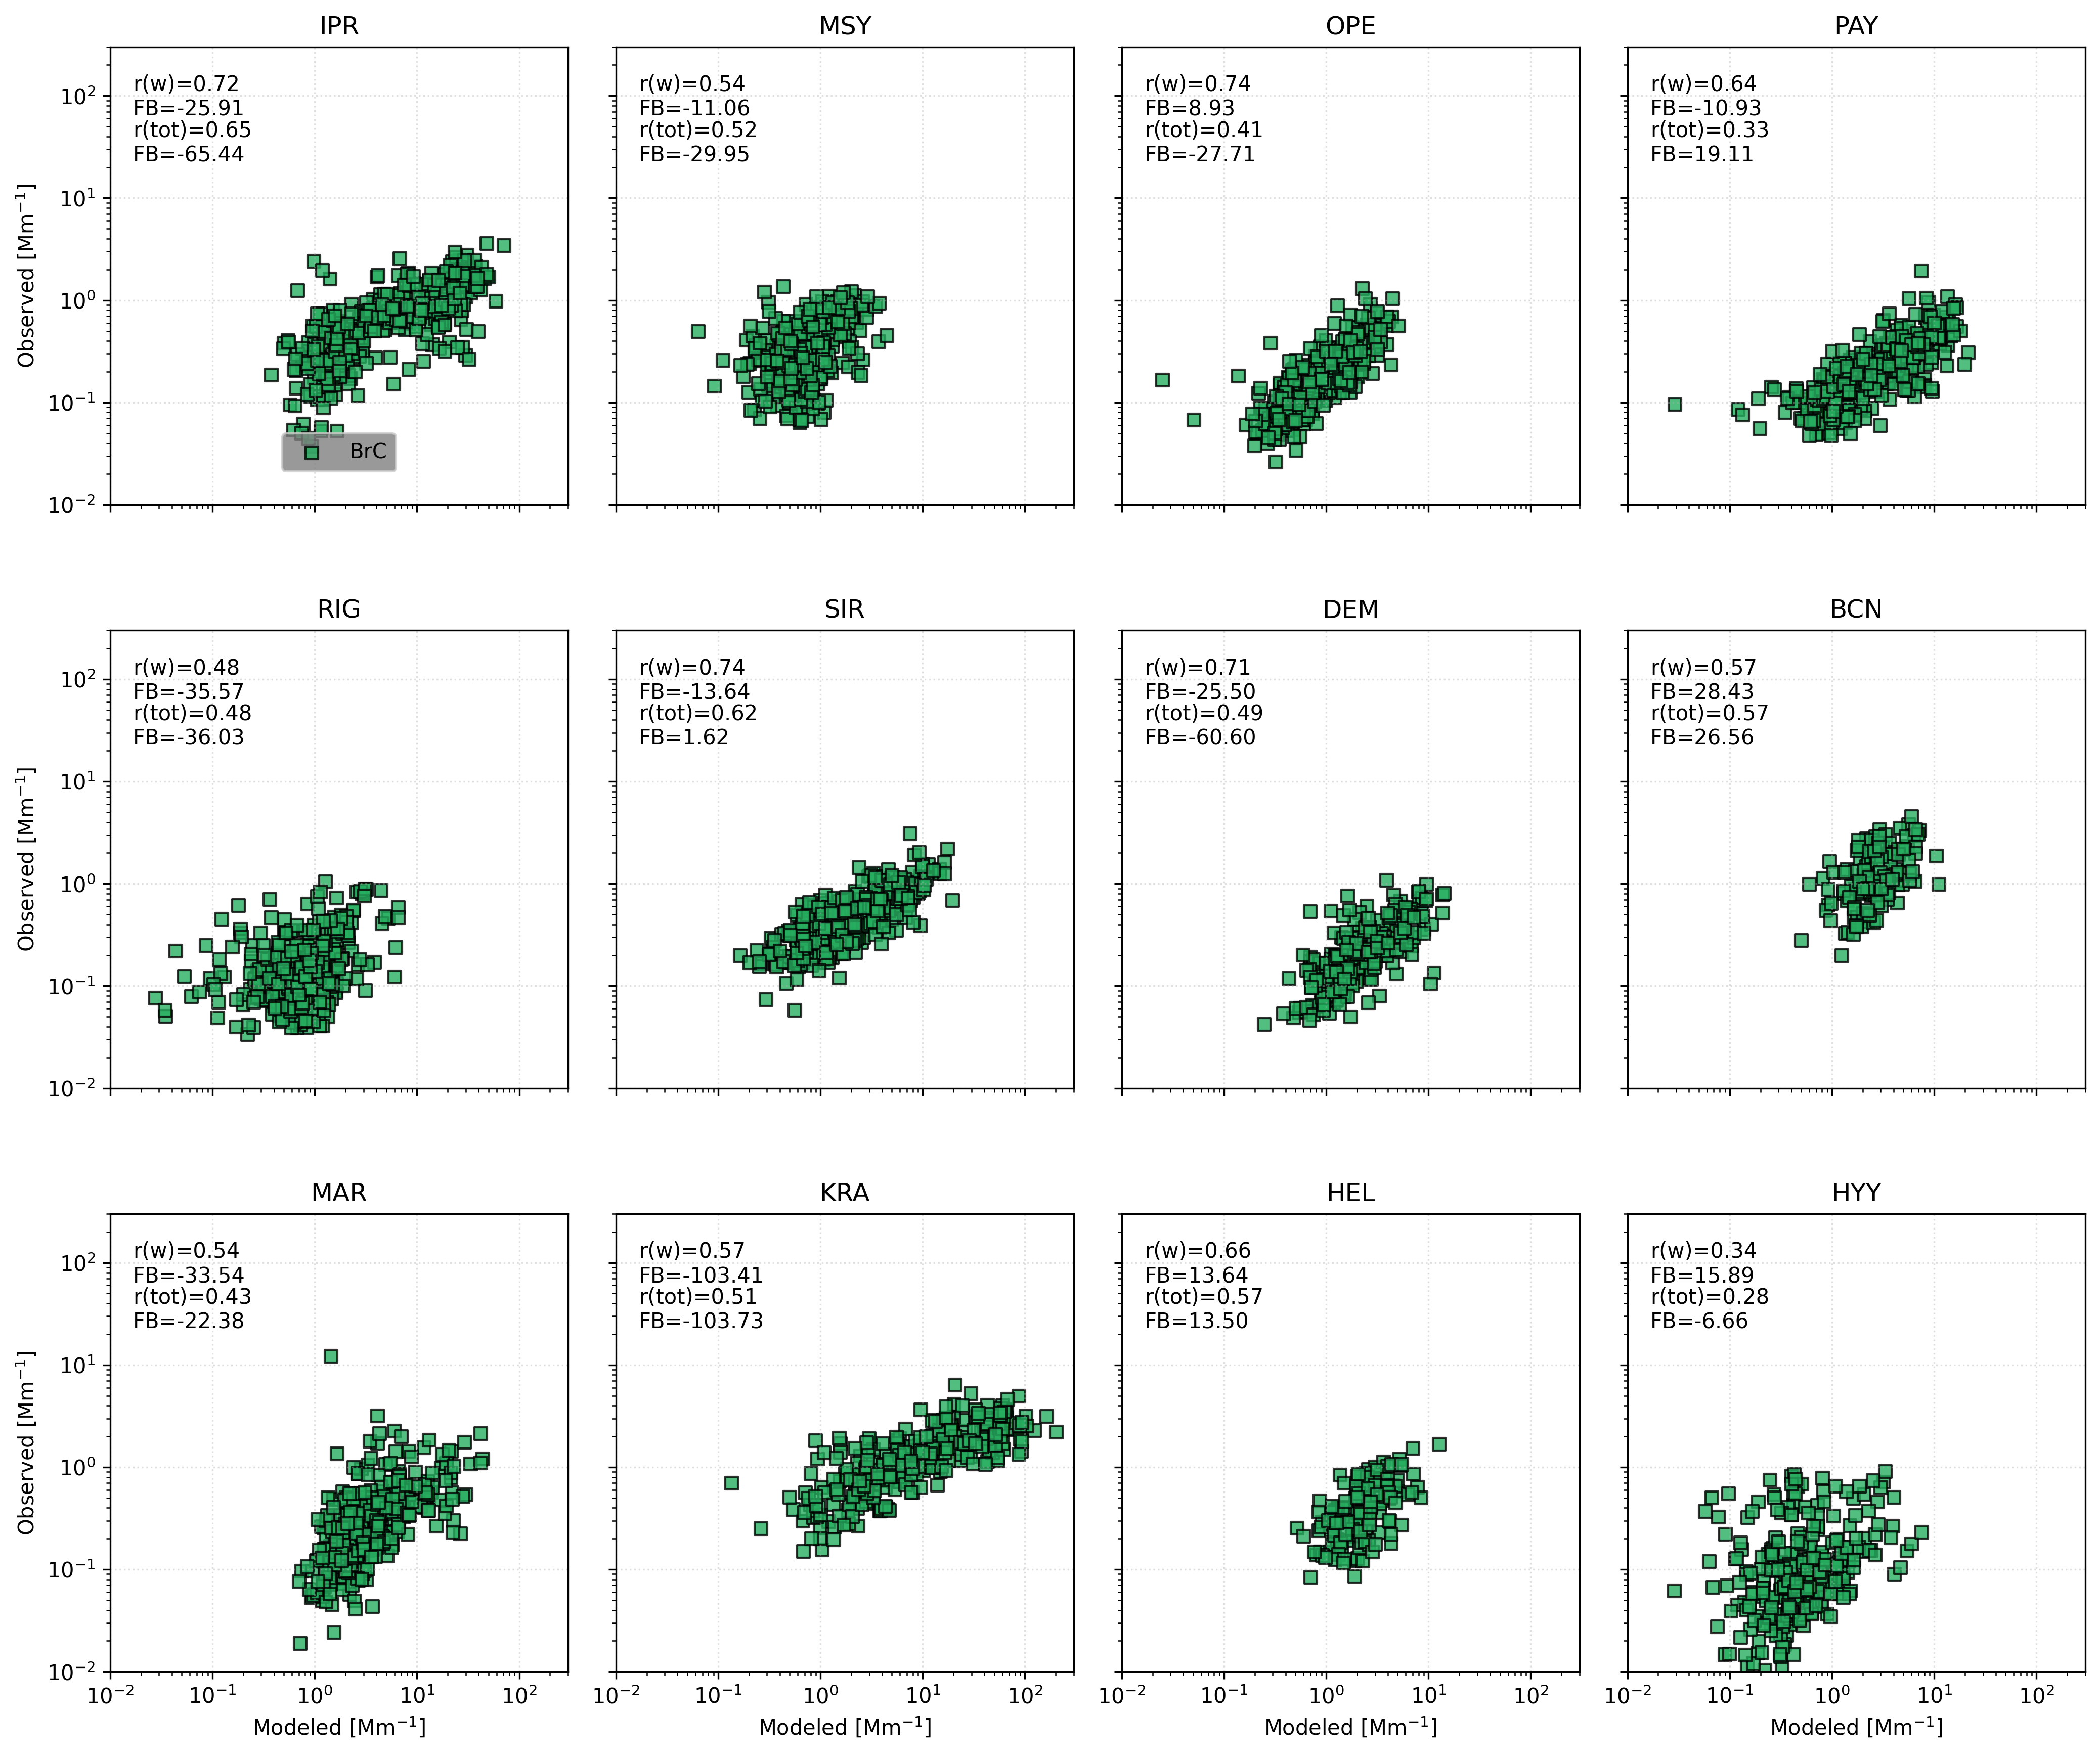 IPR
MSY
OPE
PAY
r(w)=0.72
FB=-25.91
r(tot)=0.65
FB=-65.44
r(w)=0.54
FB=-11.06
r(tot)=0.52
FB=-29.95
r(w)=0.74
FB=8.93
r(tot)=0.41
FB=-27.71
r(w)=0.64
FB=-10.93
r(tot)=0.33
FB=19.11
Observed [Mm⁻¹]
10²
10¹
10⁰
10⁻¹
10⁻²
BrC
RIG
SIR
DEM
BCN
r(w)=0.48
FB=-35.57
r(tot)=0.48
FB=-36.03
r(w)=0.74
FB=-13.64
r(tot)=0.62
FB=1.62
r(w)=0.71
FB=-25.50
r(tot)=0.49
FB=-60.60
r(w)=0.57
FB=28.43
r(tot)=0.57
FB=26.56
Observed [Mm⁻¹]
10²
10¹
10⁰
10⁻¹
10⁻²
MAR
KRA
HEL
HYY
r(w)=0.54
FB=-33.54
r(tot)=0.43
FB=-22.38
r(w)=0.57
FB=-103.41
r(tot)=0.51
FB=-103.73
r(w)=0.66
FB=13.64
r(tot)=0.57
FB=13.50
r(w)=0.34
FB=15.89
r(tot)=0.28
FB=-6.66
Observed [Mm⁻¹]
10²
10¹
10⁰
10⁻¹
10⁻²
10⁻² 10⁻¹ 10⁰ 10¹ 10²
10⁻² 10⁻¹ 10⁰ 10¹ 10²
10⁻² 10⁻¹ 10⁰ 10¹ 10²
10⁻² 10⁻¹ 10⁰ 10¹ 10²
Modeled [Mm⁻¹]
Modeled [Mm⁻¹]
Modeled [Mm⁻¹]
Modeled [Mm⁻¹]